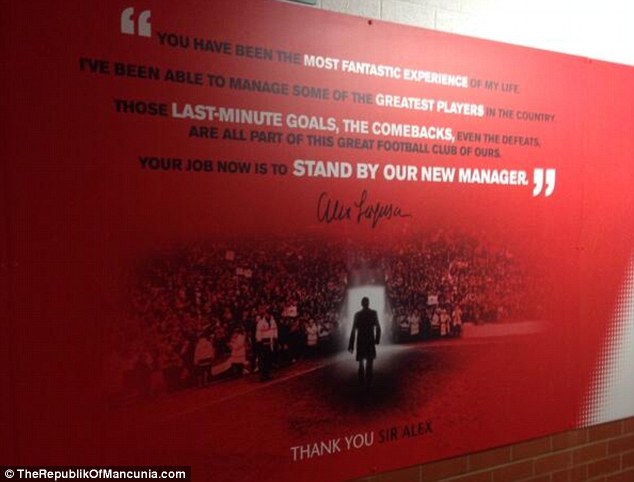 “ YOU HAVE BEEN THE MOST FANTASTIC EXPERIENCE OF MY LIFE.
I'VE BEEN ABLE TO MANAGE SOME OF THE GREATEST PLAYERS IN THE COUNTRY.
THOSE LAST-MINUTE GOALS, THE COMEBACKS, EVEN THE DEFEATS,
ARE ALL PART OF THIS GREAT FOOTBALL CLUB OF OURS.
YOUR JOB NOW IS TO STAND BY OUR NEW MANAGER. ”
Alex Ferguson
THANK YOU SIR ALEX
© TheRepublikOfMancunia.com